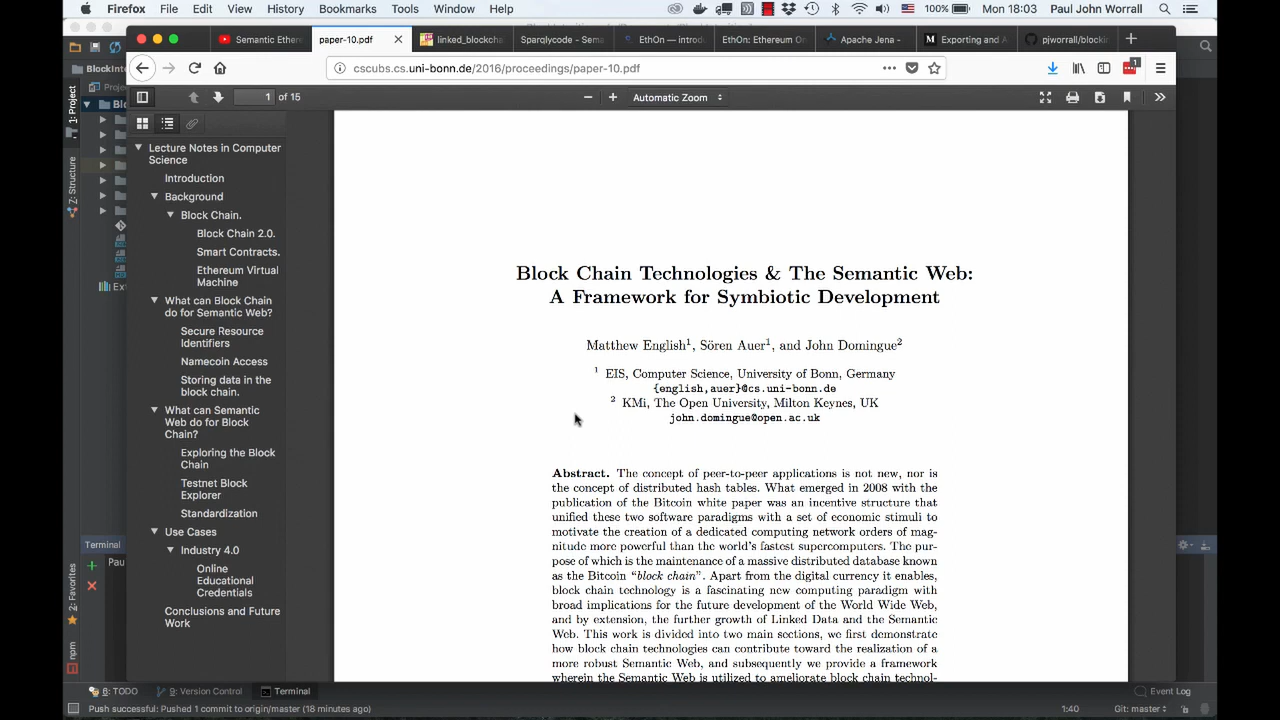 Firefox File Edit View History Bookmarks Tools Window Help 100% Mon 18:03 Paul John Worrall
Semantic Ethere
paper-10.pdf
linked_blockcha
Sparqlycode - Sema
EthOn — introd
EthOn: Ethereum On
Apache Jena -
Exporting and A
pjworrall/blockin
cscubs.cs.uni-bonn.de/2016/proceedings/paper-10.pdf
1
1 of 15
Automatic Zoom
BlockInte
Project
Blo
Ext
1: Project
Z: Structure
2: Favorites
npm
Terminal
Pau
Lecture Notes in Computer
Science
Introduction
Background
Block Chain.
Block Chain 2.0.
Smart Contracts.
Ethereum Virtual
Machine
What can Block Chain
do for Semantic Web?
Secure Resource
Identifiers
Namecoin Access
Storing data in the
block chain.
What can Semantic
Web do for Block
Chain?
Exploring the Block
Chain
Testnet Block
Explorer
Standardization
Use Cases
Industry 4.0
Online
Educational
Credentials
Conclusions and Future
Work
Block Chain Technologies & The Semantic Web:
A Framework for Symbiotic Development
Matthew English¹, Sören Auer¹, and John Domingue²
¹ EIS, Computer Science, University of Bonn, Germany
{english,auer}@cs.uni-bonn.de
² KMi, The Open University, Milton Keynes, UK
john.domingue@open.ac.uk
Abstract. The concept of peer-to-peer applications is not new, nor is
the concept of distributed hash tables. What emerged in 2008 with the
publication of the Bitcoin white paper was an incentive structure that
unified these two software paradigms with a set of economic stimuli to
motivate the creation of a dedicated computing network orders of mag-
nitude more powerful than the world's fastest supercomputers. The pur-
pose of which is the maintenance of a massive distributed database known
as the Bitcoin "block chain". Apart from the digital currency it enables,
block chain technology is a fascinating new computing paradigm with
broad implications for the future development of the World Wide Web,
and by extension, the further growth of Linked Data and the Semantic
Web. This work is divided into two main sections, we first demonstrate
how block chain technologies can contribute toward the realization of a
more robust Semantic Web, and subsequently we provide a framework
wherein the Semantic Web is utilized to ameliorate block chain technol-
6: TODO 9: Version Control Terminal Event Log
Push successful: Pushed 1 commit to origin/master (18 minutes ago) 1:40 Git: master